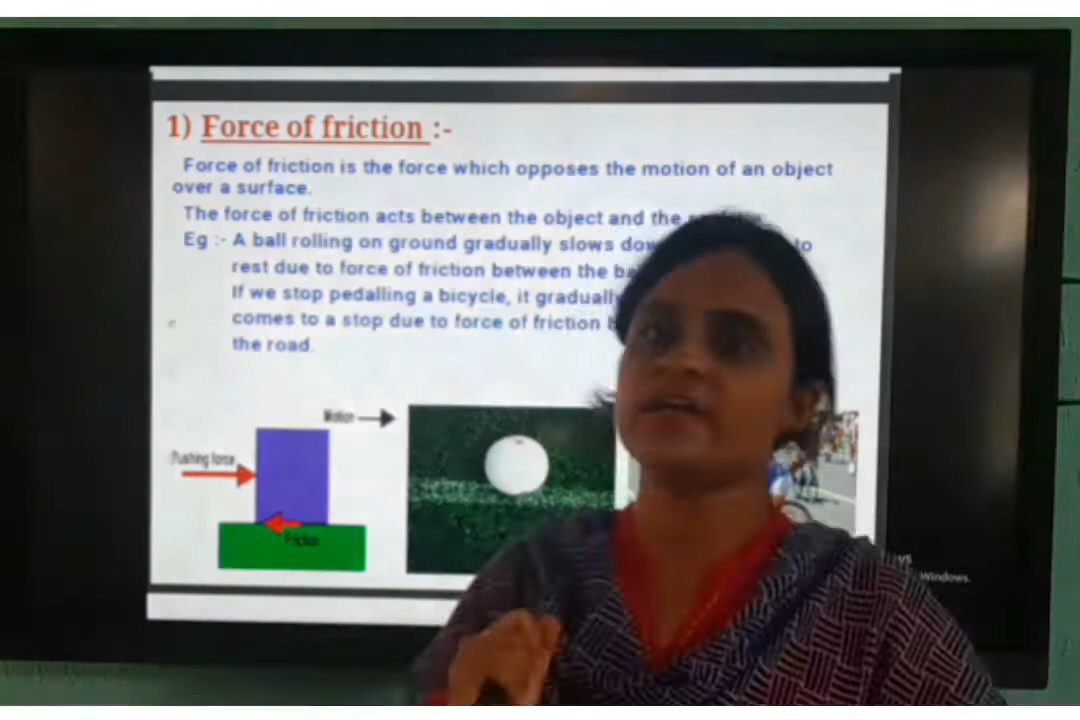 1) Force of friction :-
Force of friction is the force which opposes the motion of an object
over a surface.
The force of friction acts between the object and the
Eg :- A ball rolling on ground gradually slows to
rest due to force of friction between the
If we stop pedalling a bicycle, it
comes to a stop due to force of friction
the road.
Motion
Pushing force
Friction
Windows.